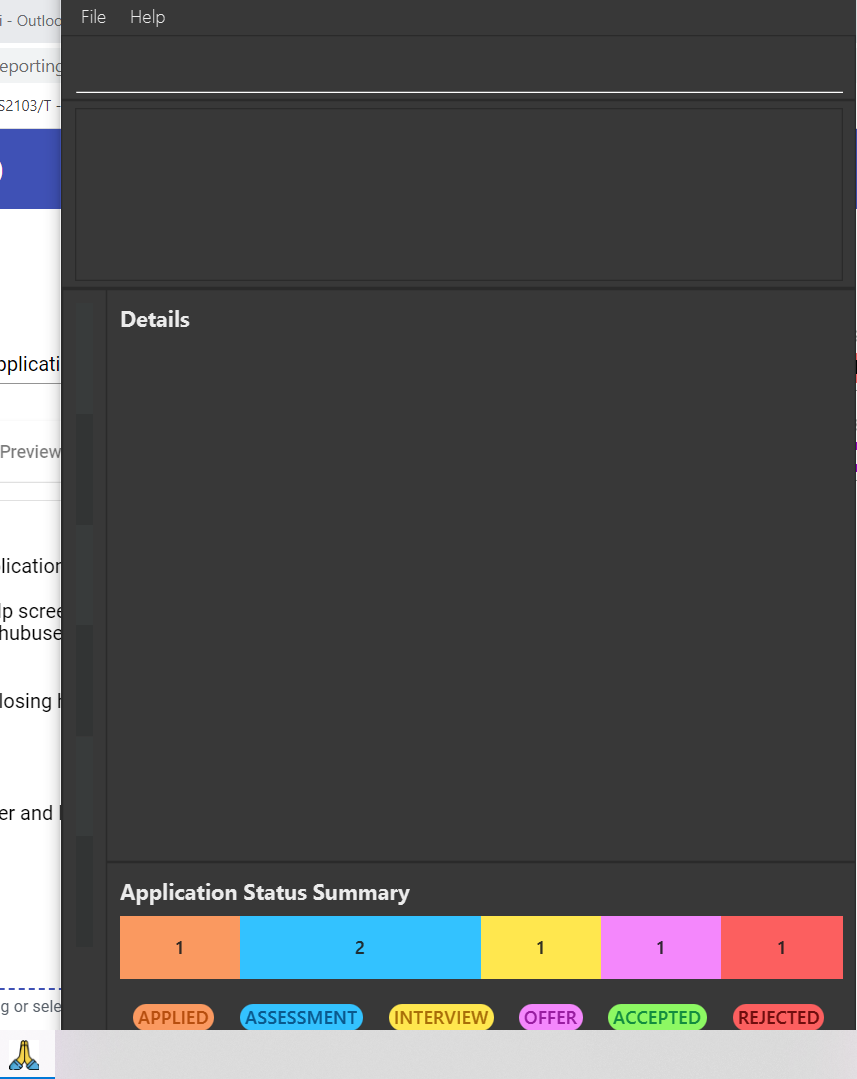 i - Outloo
File Help
eporting
S2103/T -
Details
pplicati
Preview
lication
lp scree
hubuse
losing h
er and
Application Status Summary
1 2 1 1 1
g or sele
APPLIED ASSESSMENT INTERVIEW OFFER ACCEPTED REJECTED